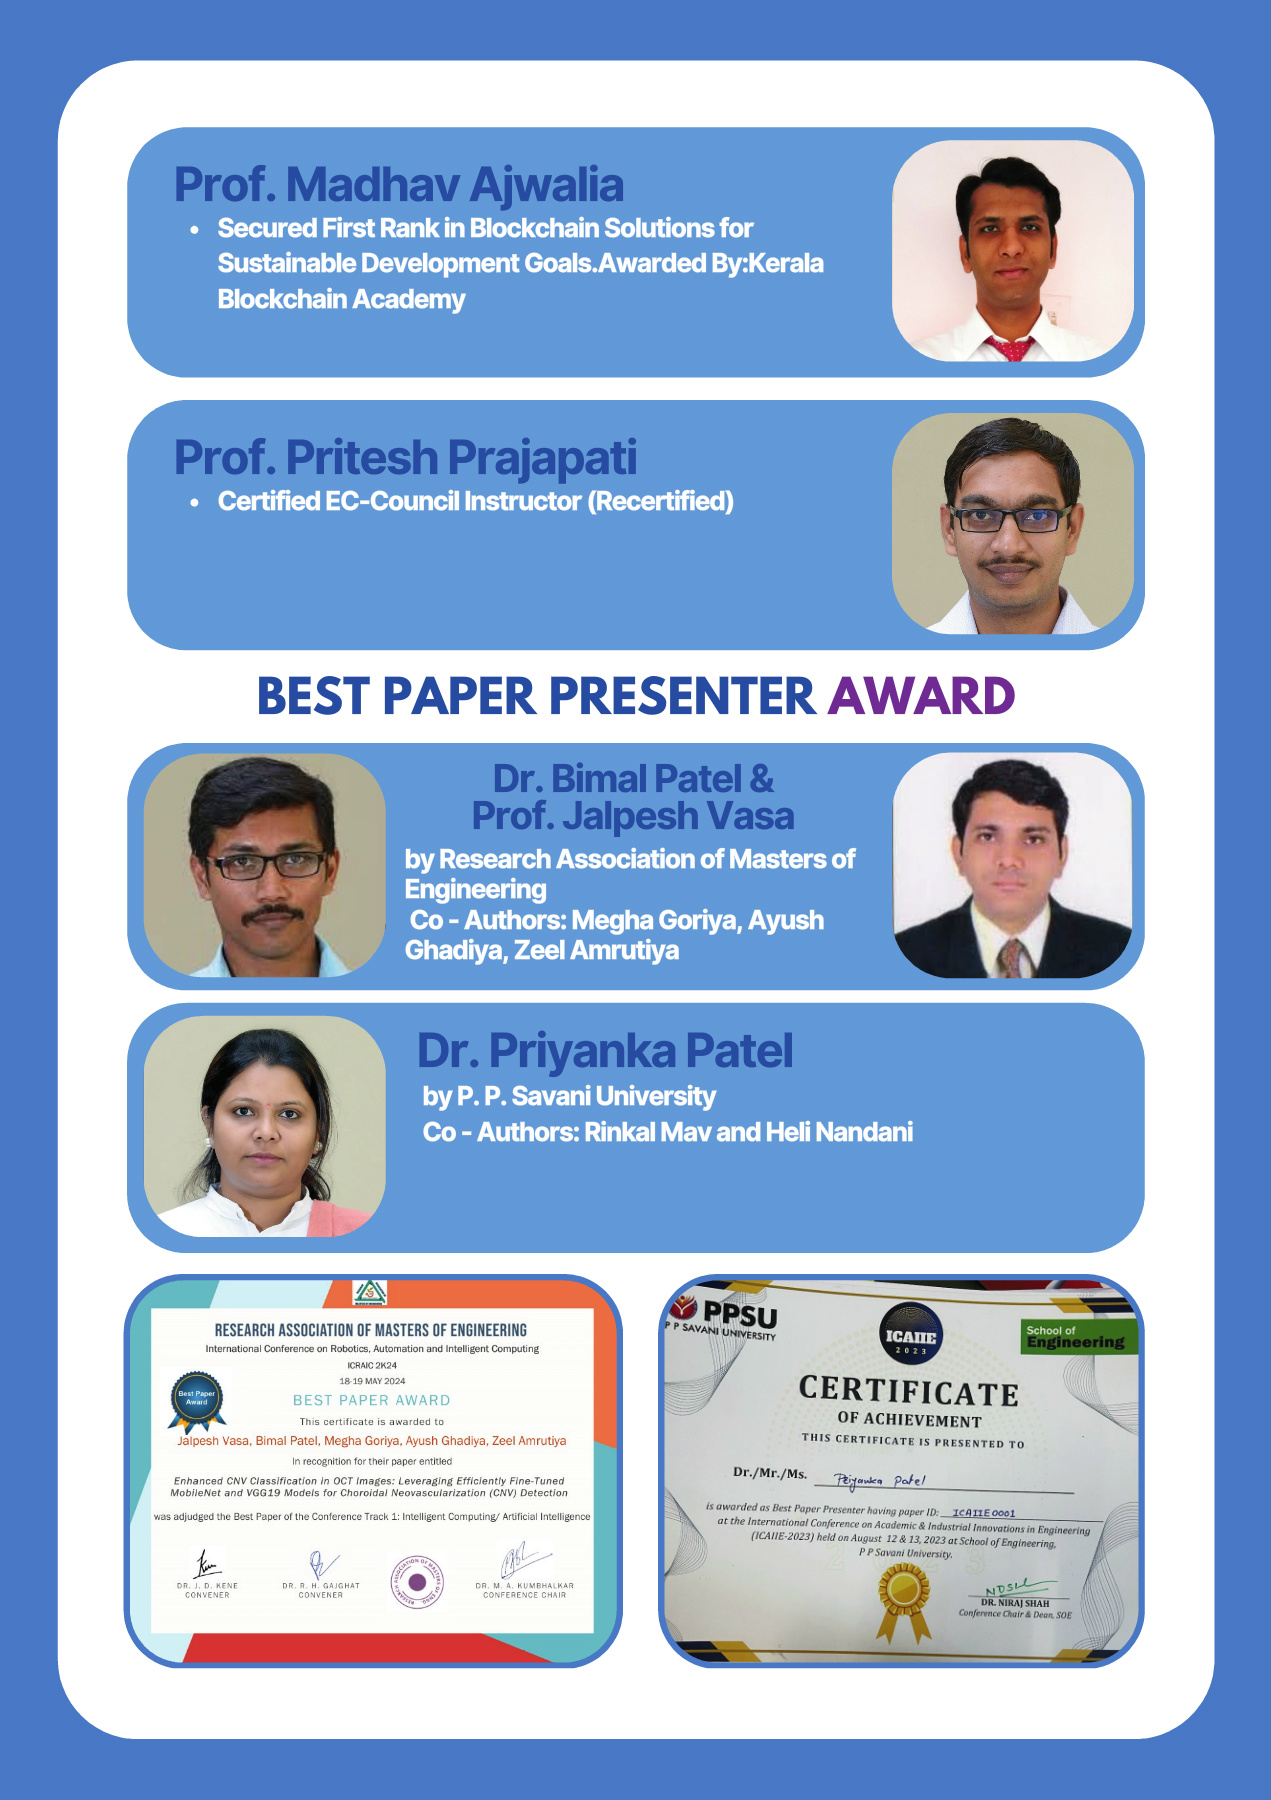 Prof. Madhav Ajwalia
• Secured First Rank in Blockchain Solutions for
Sustainable Development Goals.Awarded By:Kerala
Blockchain Academy
Prof. Pritesh Prajapati
• Certified EC-Council Instructor (Recertified)
BEST PAPER PRESENTER AWARD
Dr. Bimal Patel &
Prof. Jalpesh Vasa
by Research Association of Masters of
Engineering
Co - Authors: Megha Goriya, Ayush
Ghadiya, Zeel Amrutiya
Dr. Priyanka Patel
by P. P. Savani University
Co - Authors: Rinkal Mav and Heli Nandani
RESEARCH ASSOCIATION OF MASTERS OF ENGINEERING
International Conference on Robotics, Automation and Intelligent Computing
ICRAIC 2K24
18-19 MAY 2024
Best Paper
Award
BEST PAPER AWARD
This certificate is awarded to
Jalpesh Vasa, Bimal Patel, Megha Goriya, Ayush Ghadiya, Zeel Amrutiya
In recognition for their paper entitled
Enhanced CNV Classification in OCT Images: Leveraging Efficiently Fine-Tuned
MobileNet and VGG19 Models for Choroidal Neovascularization (CNV) Detection
was adjudged the Best Paper of the Conference Track 1: Intelligent Computing/ Artificial Intelligence
DR. J. D. KENE
CONVENER
DR. R. H. GAJGHAT
CONVENER
DR. M. A. KUMBHALKAR
CONFERENCE CHAIR
PPSU
P P SAVANI UNIVERSITY
ICAIIE
2023
School of
Engineering
CERTIFICATE
OF ACHIEVEMENT
THIS CERTIFICATE IS PRESENTED TO
Dr./Mr./Ms. Priyanka Patel
is awarded as Best Paper Presenter having paper ID: ICAIIE0001
at the International Conference on Academic & Industrial Innovations in Engineering
(ICAIIE-2023) held on August 12 & 13, 2023 at School of Engineering,
P P Savani University.
DR. NIRAJ SHAH
Conference Chair & Dean, SOE